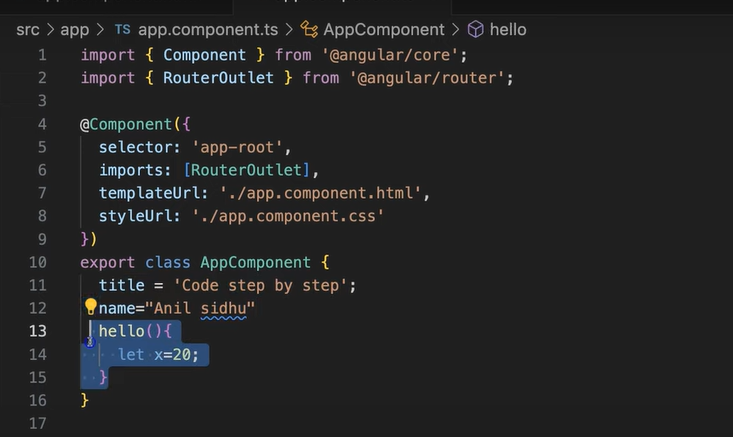 src > app > TS app.component.ts > AppComponent > hello
1 import { Component } from '@angular/core';
2 import { RouterOutlet } from '@angular/router';
3
4 @Component({
5 selector: 'app-root',
6 imports: [RouterOutlet],
7 templateUrl: './app.component.html',
8 styleUrl: './app.component.css'
9 })
10 export class AppComponent {
11 title = 'Code step by step';
12 name="Anil sidhu"
13 hello(){
14 let x=20;
15 }
16 }
17